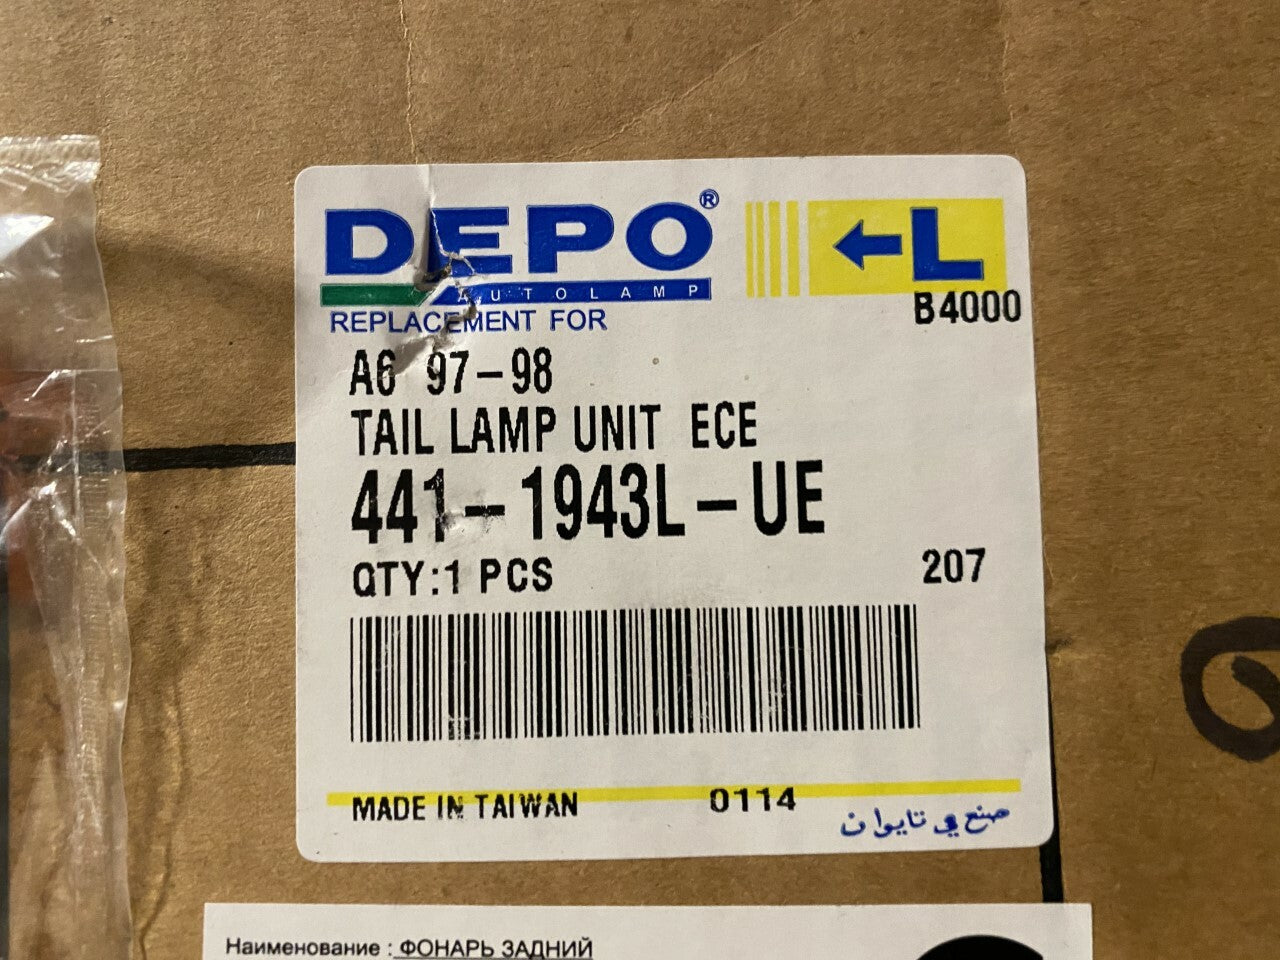 DEPO®
AUTOLAMP
←L
B4000
REPLACEMENT FOR
A6 97-98
TAIL LAMP UNIT ECE
441-1943L-UE
QTY:1 PCS
207
MADE IN TAIWAN
0114
صنع في تايوان
Наименование : ФОНАРЬ ЗАДНИЙ